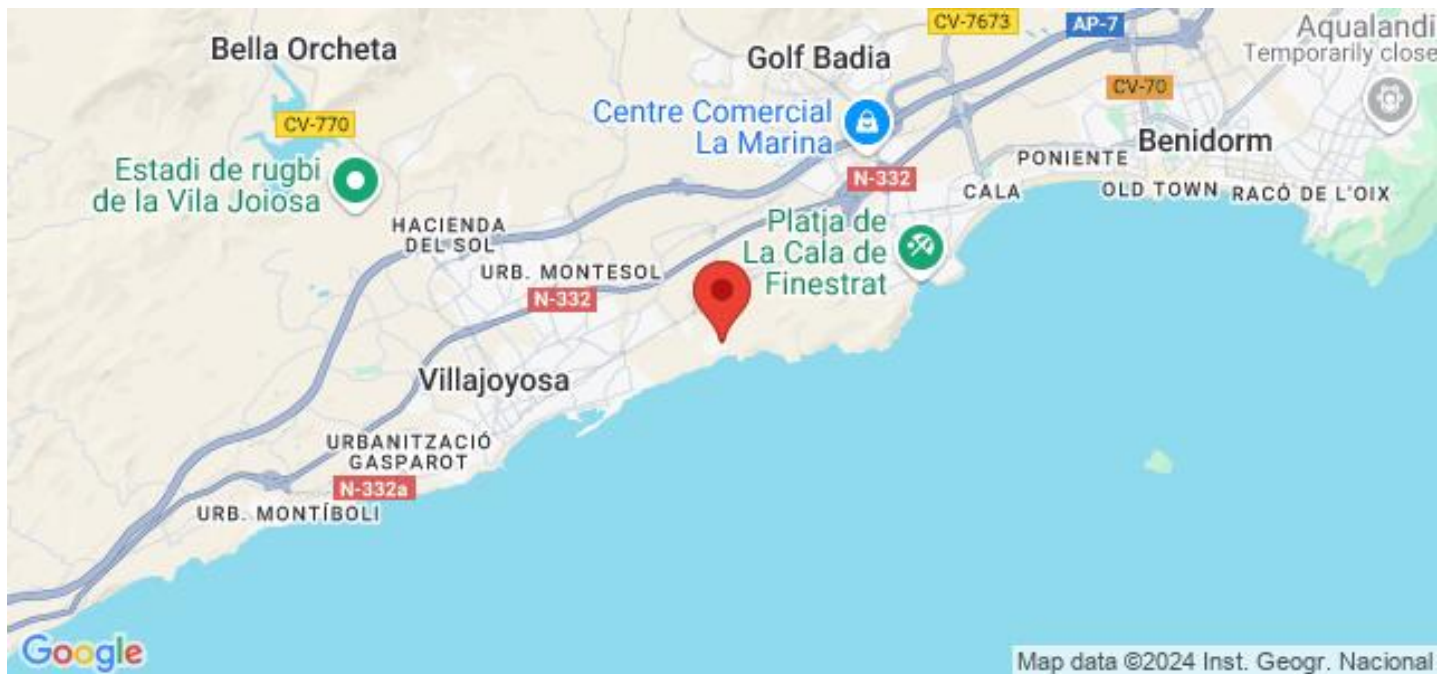 Bella Orcheta
CV-770
Estadi de rugbi
de la Vila Joiosa
Golf Badia
CV-7673
AP-7
Aqualandi
Temporarily close
CV-70
Centre Comercial
La Marina
Benidorm
PONIENTE
N-332
CALA
OLD TOWN
RACÓ DE L'OIX
HACIENDA
DEL SOL
Platja de
La Cala de
Finestrat
URB. MONTESOL
N-332
Villajoyosa
URBANITZACIÓ
GASPAROT
N-332a
URB. MONTÍBOLI
Google
Map data ©2024 Inst. Geogr. Nacional